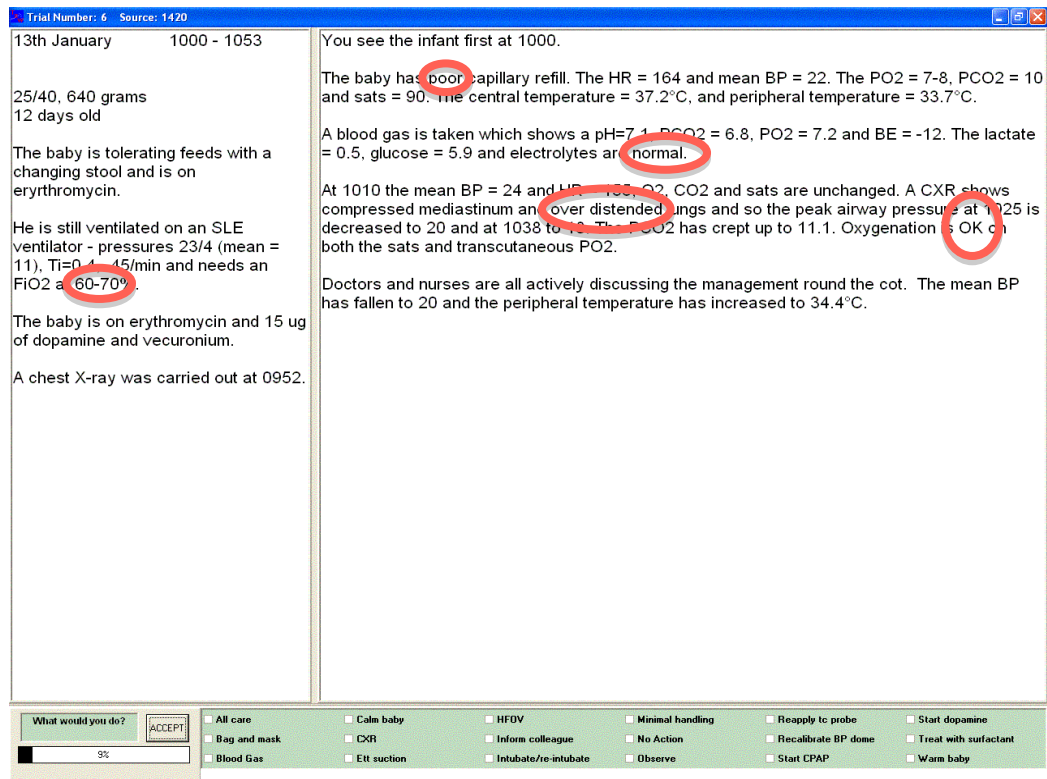 Trial Number: 6 Source: 1420
13th January 1000 - 1053
25/40, 640 grams
12 days old
The baby is tolerating feeds with a
changing stool and is on
eryrthromycin.
He is still ventilated on an SLE
ventilator - pressures 23/4 (mean =
11), Ti=0.4 , 45/min and needs an
FiO2 a 60-70%.
The baby is on erythromycin and 15 ug
of dopamine and vecuronium.
A chest X-ray was carried out at 0952.
You see the infant first at 1000.
The baby has poor capillary refill. The HR = 164 and mean BP = 22. The PO2 = 7-8, PCO2 = 10
and sats = 90. The central temperature = 37.2°C, and peripheral temperature = 33.7°C.
A blood gas is taken which shows a pH=7.1, PCO2 = 6.8, PO2 = 7.2 and BE = -12. The lactate
= 0.5, glucose = 5.9 and electrolytes are normal.
At 1010 the mean BP = 24 and HR = 155, O2, CO2 and sats are unchanged. A CXR shows
compressed mediastinum and over distended lungs and so the peak airway pressure at 1025 is
decreased to 20 and at 1038 to The PCO2 has crept up to 11.1. Oxygenation is OK on
both the sats and transcutaneous PO2.
Doctors and nurses are all actively discussing the management round the cot. The mean BP
has fallen to 20 and the peripheral temperature has increased to 34.4°C.
What would you do? ACCEPT
9%
All care Calm baby HFOV Minimal handling Reapply tc probe Start dopamine
Bag and mask CXR Inform colleague No Action Recalibrate BP dome Treat with surfactant
Blood Gas Ett suction Intubate/re-intubate Observe Start CPAP Warm baby